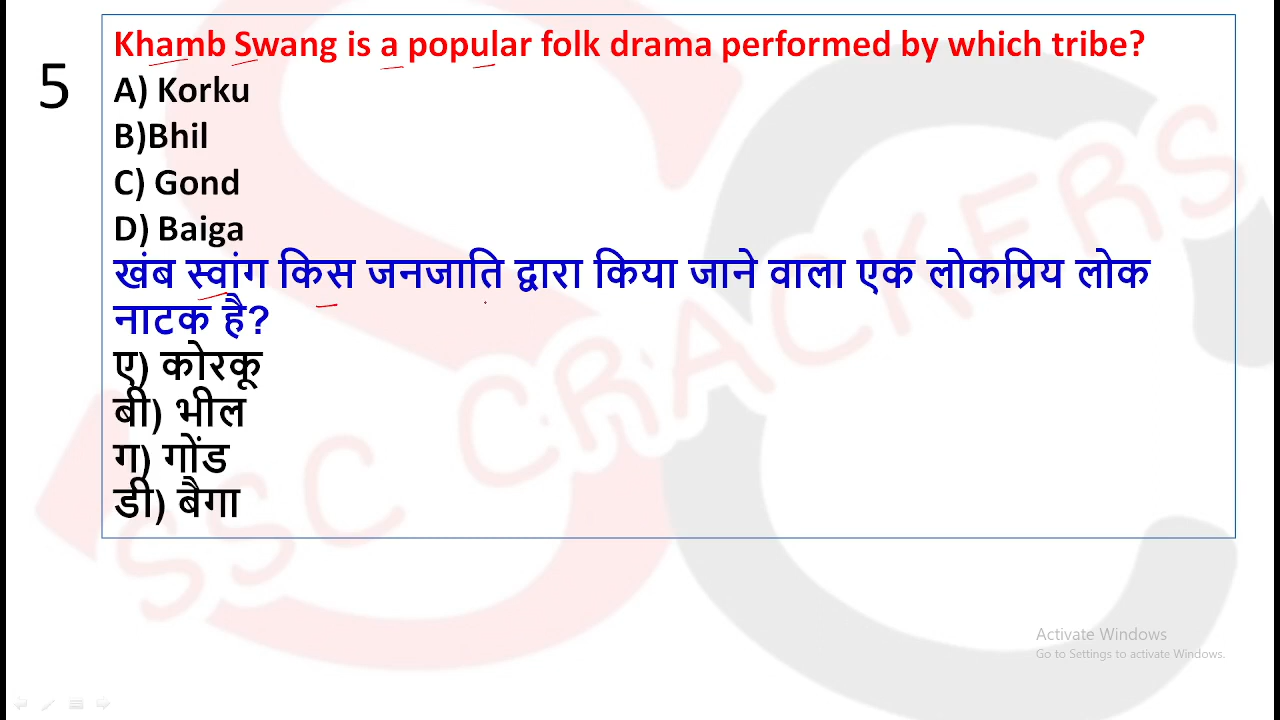 5
Khamb Swang is a popular folk drama performed by which tribe?
A) Korku
B)Bhil
C) Gond
D) Baiga
खंब स्वांग किस जनजाति द्वारा किया जाने वाला एक लोकप्रिय लोक
नाटक है?
ए) कोरकू
बी) भील
ग) गोंड
डी) बैगा
SSC CRACKERS
Activate Windows
Go to Settings to activate Windows.